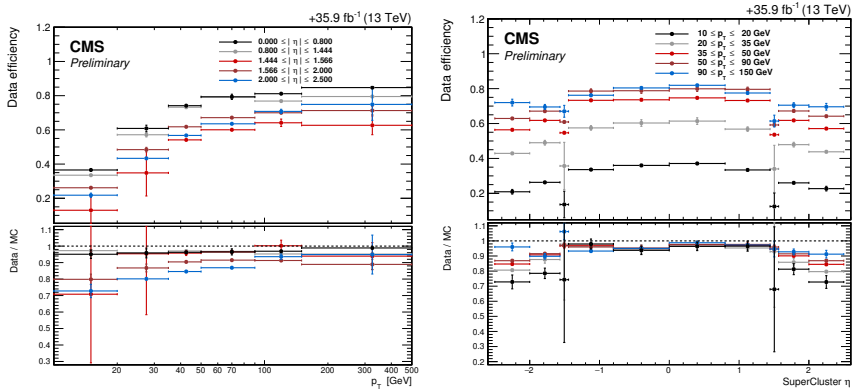 +35.9 fb⁻¹ (13 TeV)
CMS
Preliminary
0.000 ≤ | η | ≤ 0.800
0.800 ≤ | η | ≤ 1.444
1.444 ≤ | η | ≤ 1.566
1.566 ≤ | η | ≤ 2.000
2.000 ≤ | η | ≤ 2.500
Data efficiency
1.2
1
0.8
0.6
0.4
0.2
Data / MC
1.1
1
0.9
0.8
0.7
0.6
0.5
0.4
0.3
20 30 40 50 60 70 100 200 300 400 500
p_T [GeV]
+35.9 fb⁻¹ (13 TeV)
CMS
Preliminary
10 ≤ p_T ≤ 20 GeV
20 ≤ p_T ≤ 35 GeV
35 ≤ p_T ≤ 50 GeV
50 ≤ p_T ≤ 90 GeV
90 ≤ p_T ≤ 150 GeV
Data efficiency
1.2
1
0.8
0.6
0.4
0.2
Data / MC
1.1
1
0.9
0.8
0.7
0.6
0.5
0.4
0.3
0.2
−2 −1 0 1 2
SuperCluster η